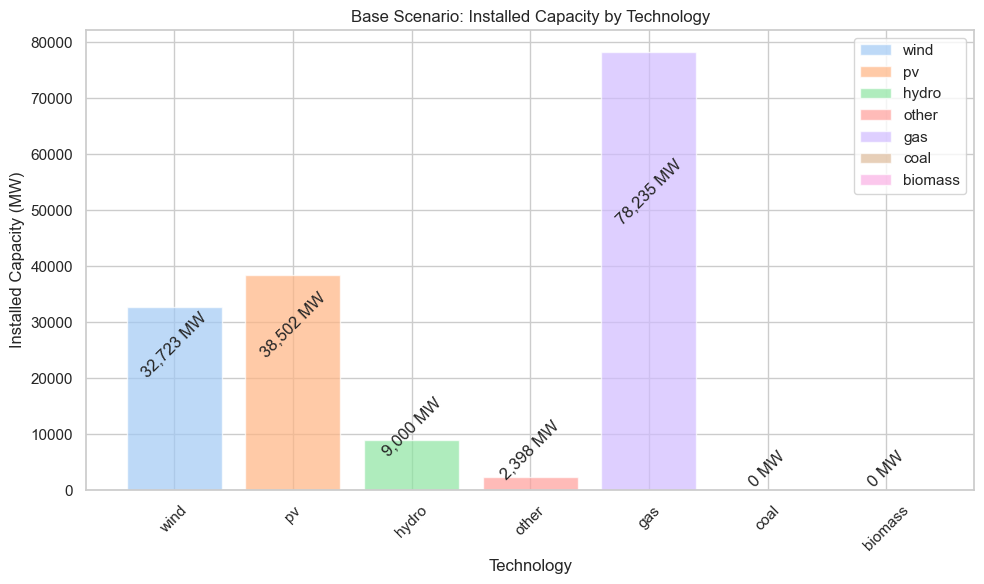 Base Scenario: Installed Capacity by Technology
Installed Capacity (MW)
80000
70000
60000
50000
40000
30000
20000
10000
0
32,723 MW
38,502 MW
9,000 MW
2,398 MW
78,235 MW
0 MW
0 MW
wind
pv
hydro
other
gas
coal
biomass
wind
pv
hydro
other
gas
coal
biomass
Technology